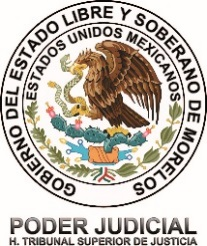 GOBIERNO DEL ESTADO LIBRE Y SOBERANO DE MORELOS
ESTADOS UNIDOS MEXICANOS
PODER JUDICIAL
H. TRIBUNAL SUPERIOR DE JUSTICIA